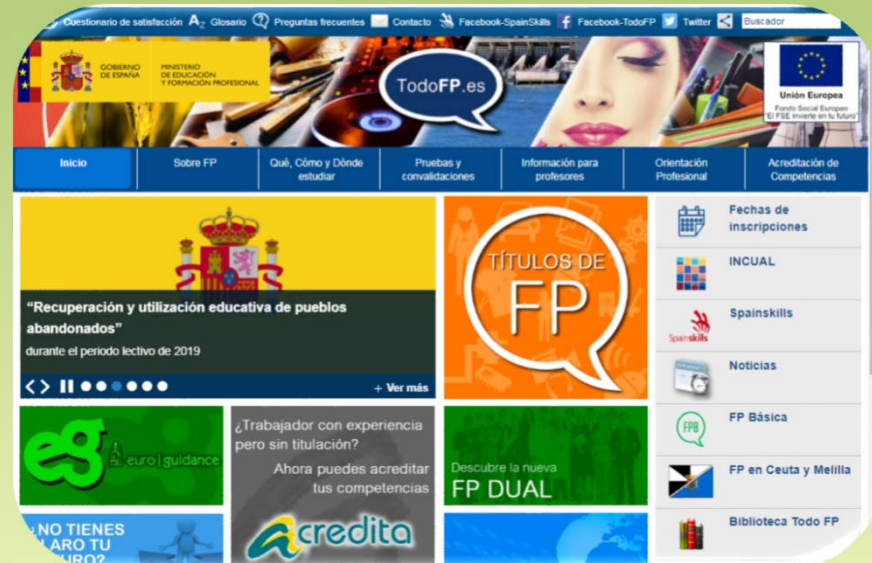 Cuestionario de satisfacción
AZ Glosario
Preguntas frecuentes
Contacto
Facebook-SpainSkills
Facebook-TodoFP
Twitter
Buscador
GOBIERNO
DE ESPAÑA
MINISTERIO
DE EDUCACIÓN
Y FORMACIÓN PROFESIONAL
TodoFP.es
Unión Europea
Fondo Social Europeo
"El FSE invierte en tu futuro"
Inicio
Sobre FP
Qué, Cómo y Dónde
estudiar
Pruebas y
convalidaciones
Información para
profesores
Orientación
Profesional
Acreditación de
Competencias
“Recuperación y utilización educativa de pueblos
abandonados”
durante el periodo lectivo de 2019
+ Ver más
TÍTULOS DE
FP
Fechas de
inscripciones
INCUAL
Spainskills
Spainskills
Noticias
FPB
FP Básica
FP en Ceuta y Melilla
Biblioteca Todo FP
eg
euro|guidance
¿Trabajador con experiencia
pero sin titulación?
Ahora puedes acreditar
tus competencias
Acredita
Descubre la nueva
FP DUAL
¿NO TIENES
CLARO TU
FUTURO?